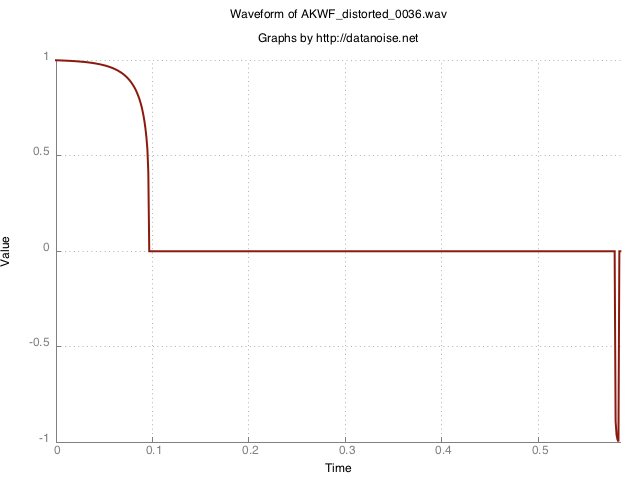 Waveform of AKWF_distorted_0036.wav
Graphs by http://datanoise.net
1
0.5
0
-0.5
-1
Value
0 0.1 0.2 0.3 0.4 0.5
Time